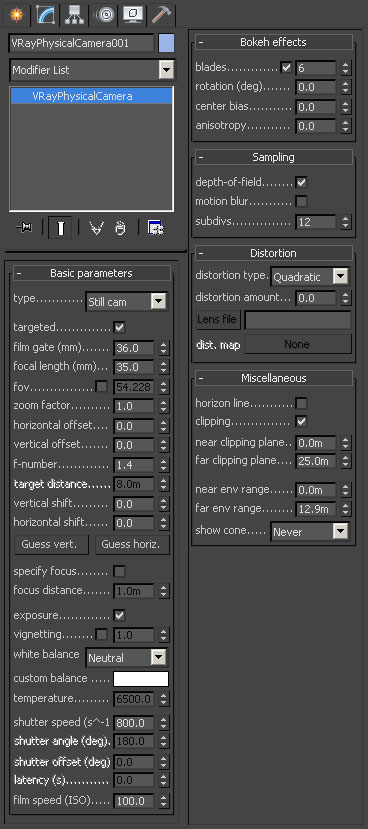 VRayPhysicalCamera001
Modifier List
VRayPhysicalCamera
- Basic parameters
type............ Still cam
targeted.............
film gate (mm)... 36.0
focal length (mm)... 35.0
fov............ 54.228
zoom factor....... 1.0
horizontal offset.... 0.0
vertical offset...... 0.0
f-number........... 1.4
target distance...... 8.0m
vertical shift........ 0.0
horizontal shift..... 0.0
Guess vert. Guess horiz.
specify focus.......
focus distance....... 1.0m
exposure.............
vignetting....... 1.0
white balance Neutral
custom balance .....
temperature......... 6500.0
shutter speed (s^-1 800.0
shutter angle (deg). 180.0
shutter offset (deg) 0.0
latency (s)........... 0.0
film speed (ISO)..... 100.0
- Bokeh effects
blades............ 6
rotation (deg)....... 0.0
center bias......... 0.0
anisotropy.......... 0.0
- Sampling
depth-of-field.......
motion blur..........
subdivs............ 12
- Distortion
distortion type. Quadratic
distortion amount... 0.0
Lens file
dist. map None
- Miscellaneous
horizon line.........
clipping..............
near clipping plane.. 0.0m
far clipping plane... 25.0m
near env range..... 0.0m
far env range....... 12.9m
show cone..... Never